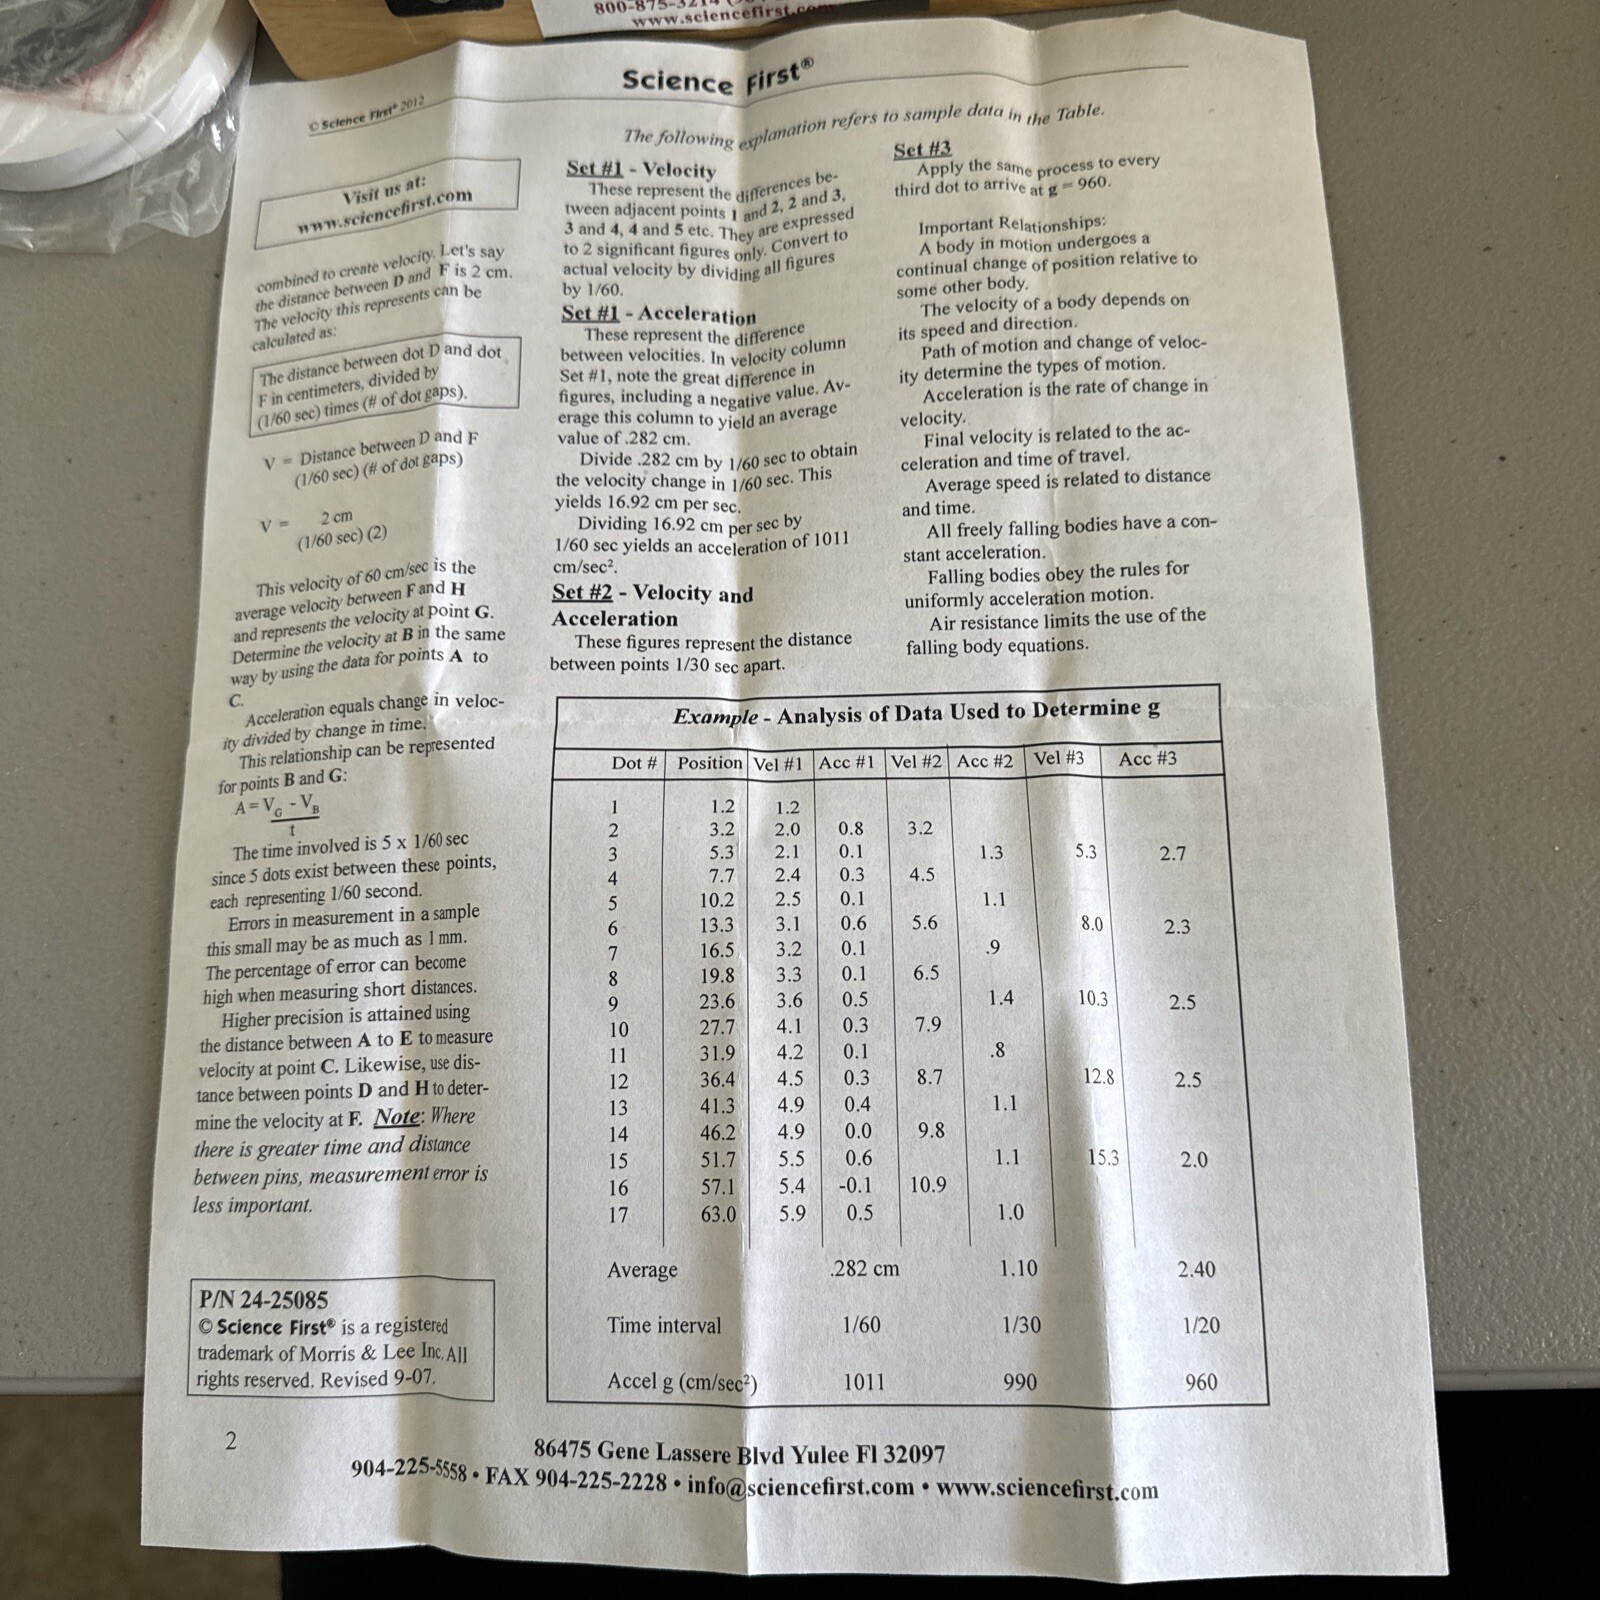 800-875-3214
www.sciencefirst.com
Science First®
© Science First® 2012
The following explanation refers to sample data in the Table.
Visit us at:
www.sciencefirst.com
combined to create velocity. Let's say
the distance between D and F is 2 cm.
The velocity this represents can be
calculated as:
The distance between dot D and dot
F in centimeters, divided by
(1/60 sec) times (# of dot gaps).
V = Distance between D and F
(1/60 sec) (# of dot gaps)
V = 2 cm
(1/60 sec) (2)
This velocity of 60 cm/sec is the
average velocity between F and H
and represents the velocity at point G.
Determine the velocity at B in the same
way by using the data for points A to
C.
Acceleration equals change in veloc-
ity divided by change in time.
This relationship can be represented
for points B and G:
A = VG - VB
t
The time involved is 5 x 1/60 sec
since 5 dots exist between these points,
each representing 1/60 second.
Errors in measurement in a sample
this small may be as much as 1 mm.
The percentage of error can become
high when measuring short distances.
Higher precision is attained using
the distance between A to E to measure
velocity at point C. Likewise, use dis-
tance between points D and H to deter-
mine the velocity at F. Note: Where
there is greater time and distance
between pins, measurement error is
less important.
P/N 24-25085
© Science First® is a registered
trademark of Morris & Lee Inc. All
rights reserved. Revised 9-07.
Set #1 - Velocity
These represent the differences be-
tween adjacent points 1 and 2, 2 and 3,
3 and 4, 4 and 5 etc. They are expressed
to 2 significant figures only. Convert to
actual velocity by dividing all figures
by 1/60.
Set #1 - Acceleration
These represent the difference
between velocities. In velocity column
Set #1, note the great difference in
figures, including a negative value. Av-
erage this column to yield an average
value of .282 cm.
Divide .282 cm by 1/60 sec to obtain
the velocity change in 1/60 sec. This
yields 16.92 cm per sec.
Dividing 16.92 cm per sec by
1/60 sec yields an acceleration of 1011
cm/sec².
Set #2 - Velocity and
Acceleration
These figures represent the distance
between points 1/30 sec apart.
Set #3
Apply the same process to every
third dot to arrive at g = 960.
Important Relationships:
A body in motion undergoes a
continual change of position relative to
some other body.
The velocity of a body depends on
its speed and direction.
Path of motion and change of veloc-
ity determine the types of motion.
Acceleration is the rate of change in
velocity.
Final velocity is related to the ac-
celeration and time of travel.
Average speed is related to distance
and time.
All freely falling bodies have a con-
stant acceleration.
Falling bodies obey the rules for
uniformly acceleration motion.
Air resistance limits the use of the
falling body equations.
Example - Analysis of Data Used to Determine g
Dot # Position Vel #1 Acc #1 Vel #2 Acc #2 Vel #3 Acc #3
1 1.2 1.2
2 3.2 2.0 0.8 3.2
3 5.3 2.1 0.1 1.3 5.3 2.7
4 7.7 2.4 0.3 4.5
5 10.2 2.5 0.1 1.1
6 13.3 3.1 0.6 5.6 8.0 2.3
7 16.5 3.2 0.1 .9
8 19.8 3.3 0.1 6.5
9 23.6 3.6 0.5 1.4 10.3 2.5
10 27.7 4.1 0.3 7.9
11 31.9 4.2 0.1 .8
12 36.4 4.5 0.3 8.7 12.8 2.5
13 41.3 4.9 0.4 1.1
14 46.2 4.9 0.0 9.8
15 51.7 5.5 0.6 1.1 15.3 2.0
16 57.1 5.4 -0.1 10.9
17 63.0 5.9 0.5 1.0
Average .282 cm 1.10 2.40
Time interval 1/60 1/30 1/20
Accel g (cm/sec²) 1011 990 960
2
86475 Gene Lassere Blvd Yulee Fl 32097
904-225-5558 • FAX 904-225-2228 • info@sciencefirst.com • www.sciencefirst.com